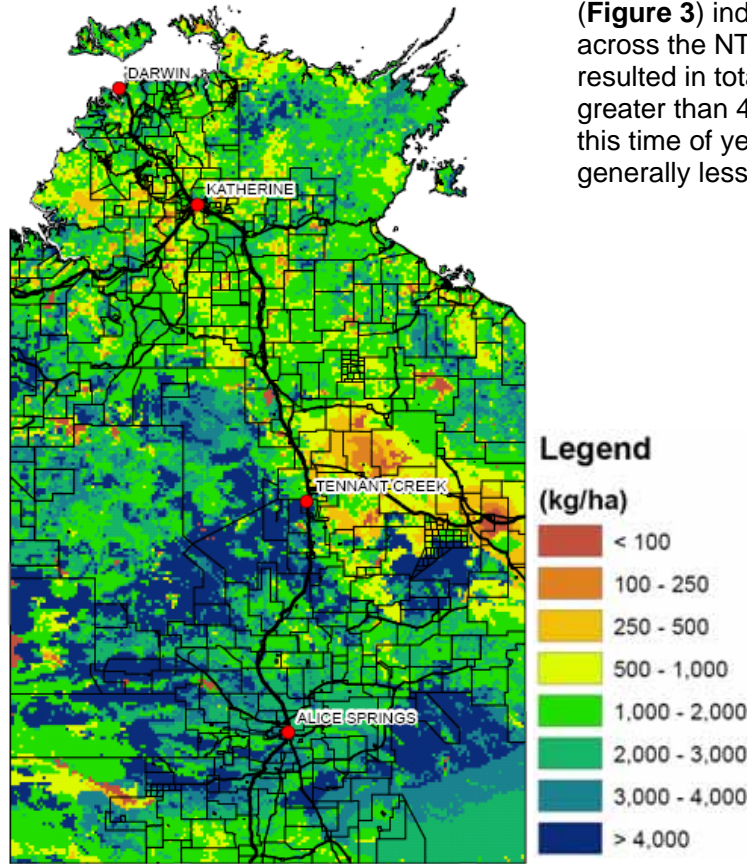 (Figure 3) ind
across the NT
resulted in tota
greater than 4
this time of ye
generally less
DARWIN
KATHERINE
TENNANT CREEK
ALICE SPRINGS
Legend
(kg/ha)
< 100
100 - 250
250 - 500
500 - 1,000
1,000 - 2,000
2,000 - 3,000
3,000 - 4,000
> 4,000